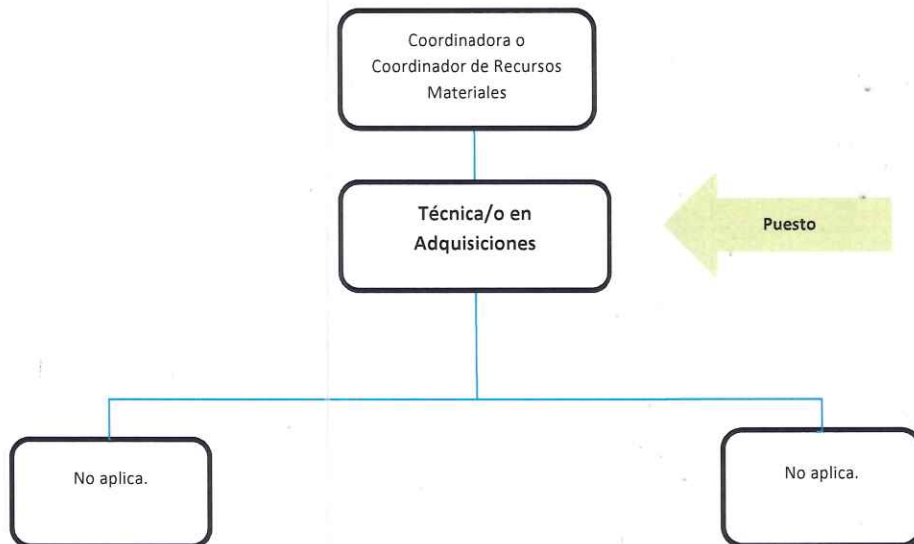 Coordinadora o
Coordinador de Recursos
Materiales
Técnica/o en
Adquisiciones
Puesto
No aplica.
No aplica.